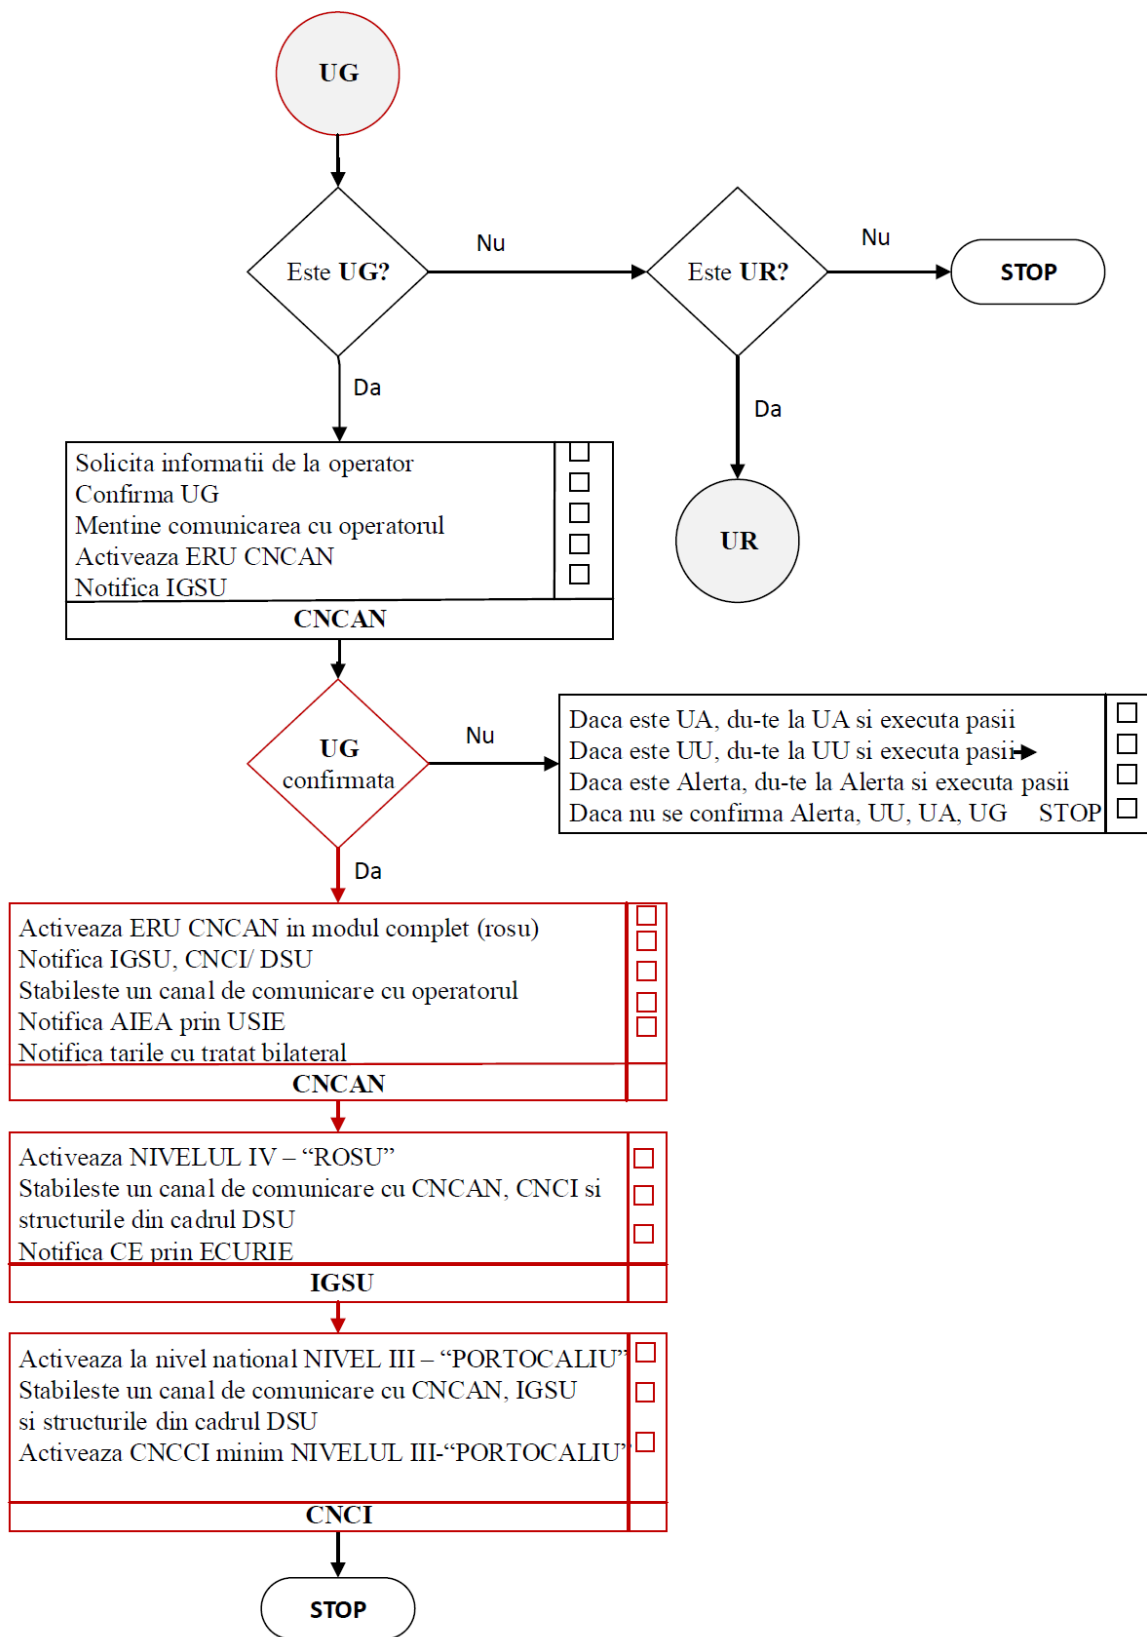 UG
Este UG?
Nu
Este UR?
Nu
STOP
Da
Da
UR
Solicita informatii de la operator
Confirma UG
Mentine comunicarea cu operatorul
Activeaza ERU CNCAN
Notifica IGSU
CNCAN
UG
confirmata
Nu
Daca este UA, du-te la UA si executa pasii
Daca este UU, du-te la UU si executa pasii
Daca este Alerta, du-te la Alerta si executa pasii
Daca nu se confirma Alerta, UU, UA, UG STOP
Da
Activeaza ERU CNCAN in modul complet (rosu)
Notifica IGSU, CNCI/ DSU
Stabileste un canal de comunicare cu operatorul
Notifica AIEA prin USIE
Notifica tarile cu tratat bilateral
CNCAN
Activeaza NIVELUL IV – “ROSU”
Stabileste un canal de comunicare cu CNCAN, CNCI si
structurile din cadrul DSU
Notifica CE prin ECURIE
IGSU
Activeaza la nivel national NIVEL III – “PORTOCALIU”
Stabileste un canal de comunicare cu CNCAN, IGSU
si structurile din cadrul DSU
Activeaza CNCCI minim NIVELUL III-“PORTOCALIU”
CNCI
STOP